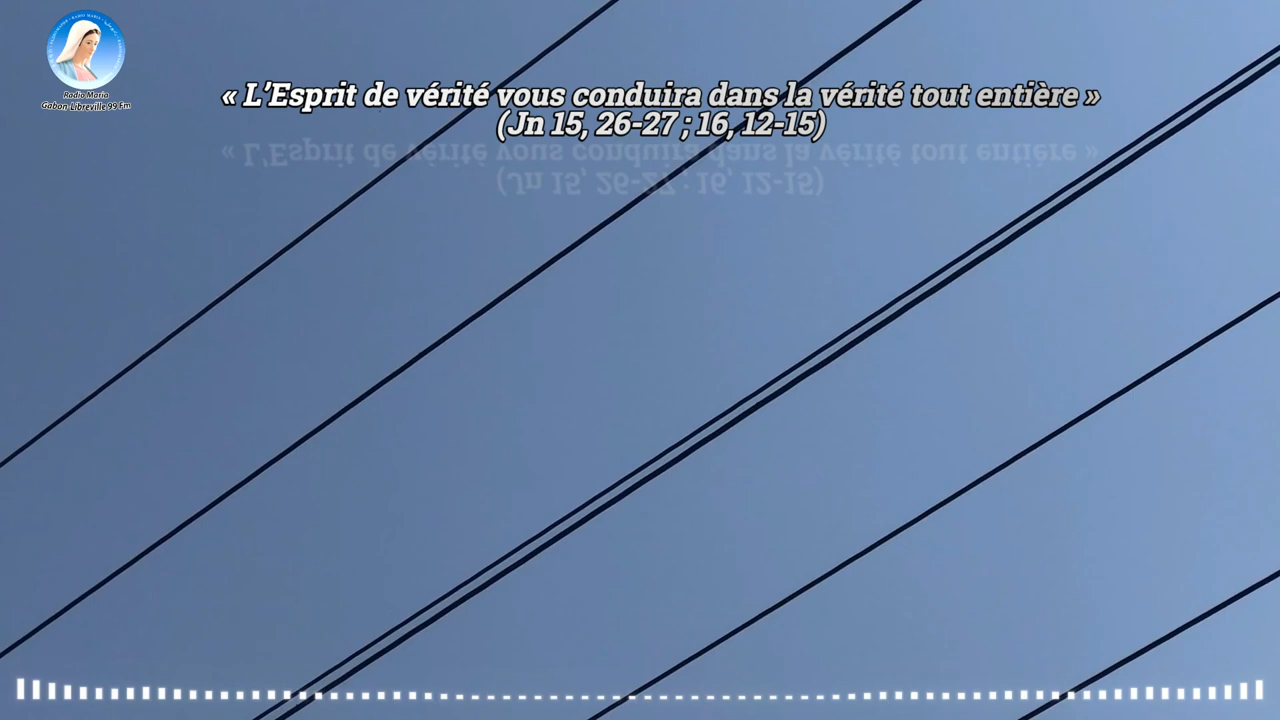 Radio Maria
Gabon-Libreville 99 Fm
« L'Esprit de vérité vous conduira dans la vérité tout entière »
(Jn 15, 26-27 ; 16, 12-15)